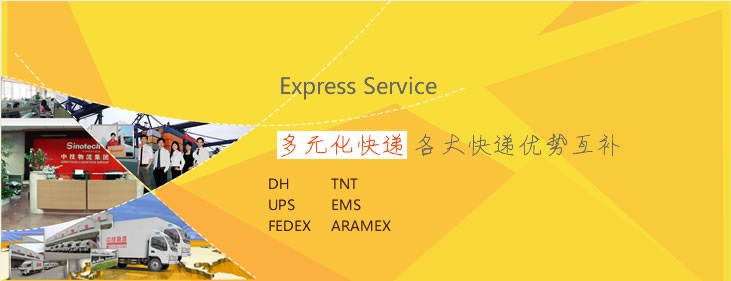 Express Service
多元化快递 各大快递优势互补
DH TNT
UPS EMS
FEDEX ARAMEX
Sinotech
中技物流集团